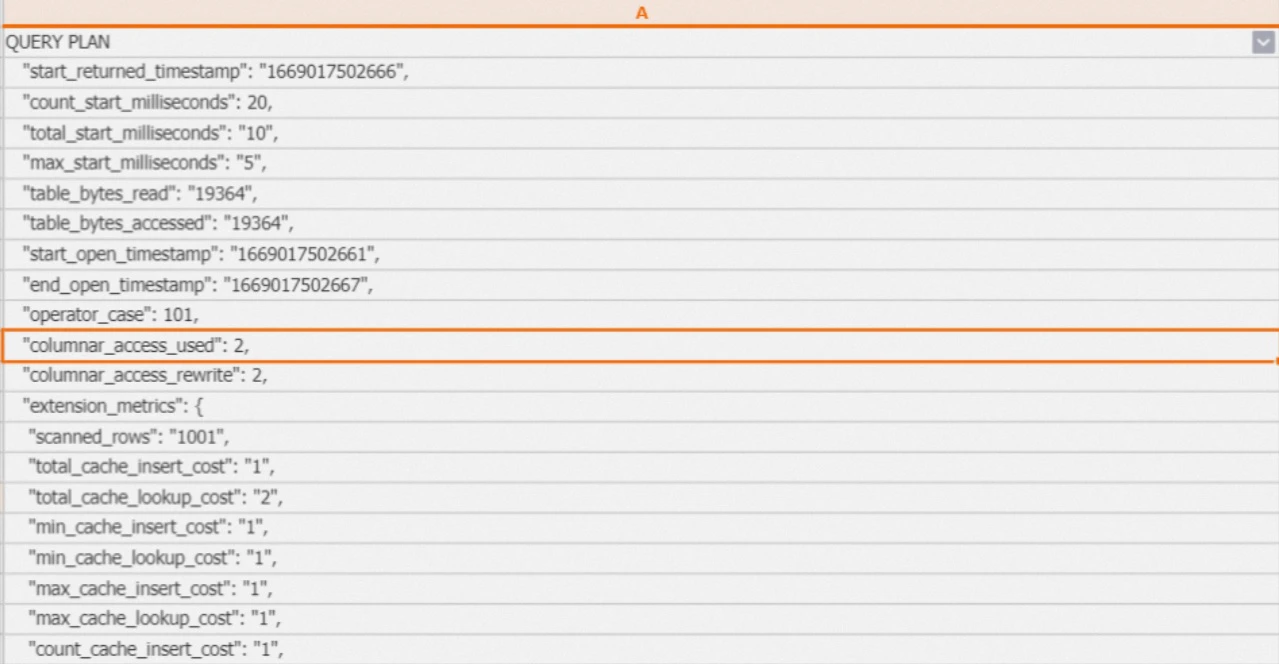 A
QUERY PLAN
"start_returned_timestamp": "1669017502666",
"count_start_milliseconds": 20,
"total_start_milliseconds": "10",
"max_start_milliseconds": "5",
"table_bytes_read": "19364",
"table_bytes_accessed": "19364",
"start_open_timestamp": "1669017502661",
"end_open_timestamp": "1669017502667",
"operator_case": 101,
"columnar_access_used": 2,
"columnar_access_rewrite": 2,
"extension_metrics": {
"scanned_rows": "1001",
"total_cache_insert_cost": "1",
"total_cache_lookup_cost": "2",
"min_cache_insert_cost": "1",
"min_cache_lookup_cost": "1",
"max_cache_insert_cost": "1",
"max_cache_lookup_cost": "1",
"count_cache_insert_cost": "1",